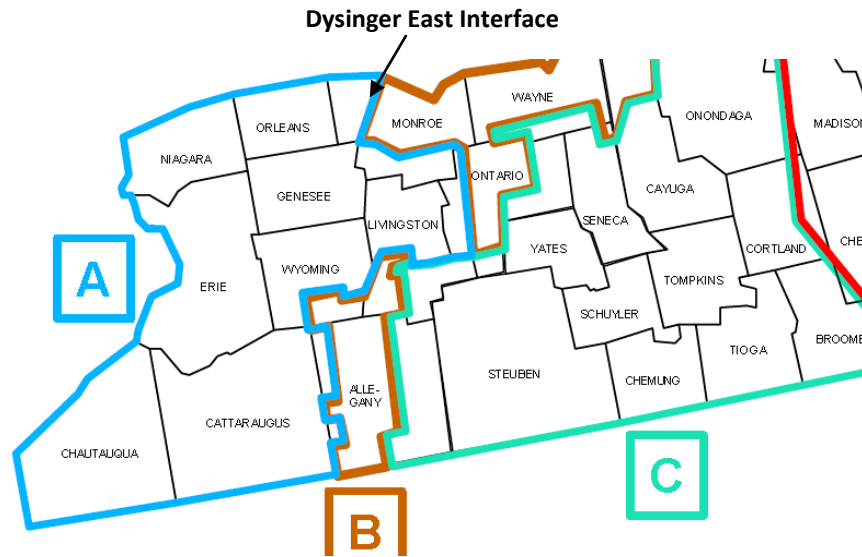 Dysinger East Interface
WAYNE
MONROE
ONONDAGA
ORLEANS
MADISON
NIAGARA
ONTARIO
CAYUGA
GENESEE
SENECA
LIVINGSTON
YATES
CORTLAND
CHE
WYOMING
A
ERIE
TOMPKINS
SCHUYLER
BROOME
TIOGA
STEUBEN
CHEMUNG
ALLE-
GANY
CATTARAUGUS
CHAUTAUQUA
C
B